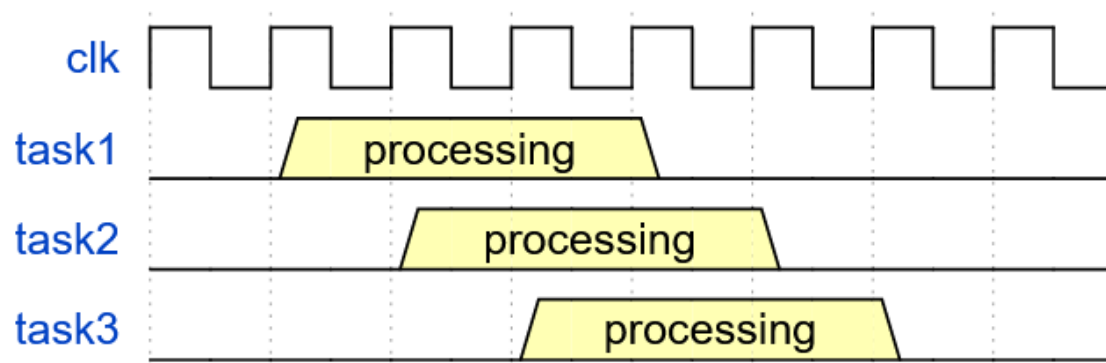 clk
task1 processing
task2 processing
task3 processing